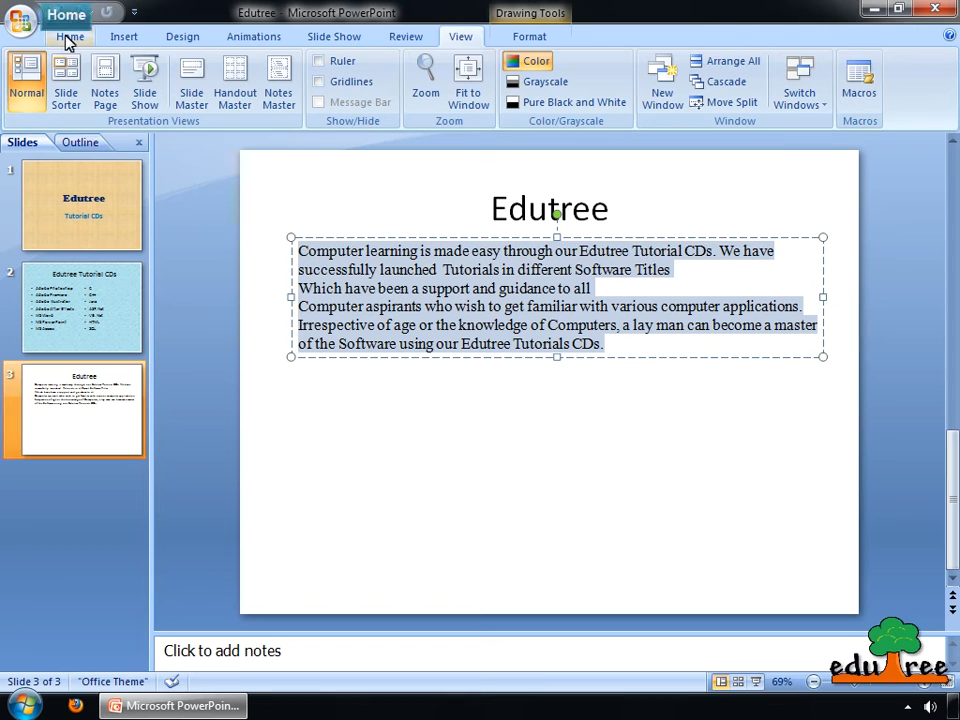 Home
Edutree - Microsoft PowerPoint
Drawing Tools
Home Insert Design Animations Slide Show Review View Format
Normal Slide Sorter Notes Page Slide Show Slide Master Handout Master Notes Master
Presentation Views
Ruler
Gridlines
Message Bar
Show/Hide
Zoom Fit to Window
Zoom
Color
Grayscale
Pure Black and White
Color/Grayscale
New Window
Arrange All
Cascade
Move Split
Switch Windows
Window
Macros
Macros
Slides Outline
1
Edutree
Tutorial CDs
2
Edutree Tutorial CDs
3
Edutree
Edutree
Computer learning is made easy through our Edutree Tutorial CDs. We have
successfully launched Tutorials in different Software Titles
Which have been a support and guidance to all
Computer aspirants who wish to get familiar with various computer applications.
Irrespective of age or the knowledge of Computers, a lay man can become a master
of the Software using our Edutree Tutorials CDs.
Click to add notes
edutree
Slide 3 of 3 "Office Theme" 69%
Microsoft PowerPoin...